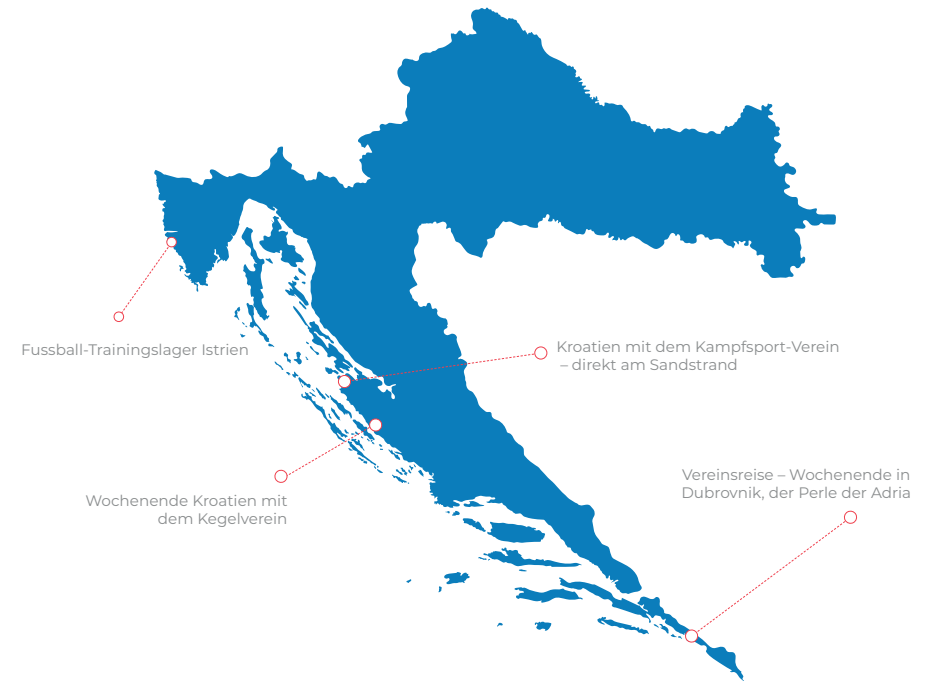 Fussball-Trainingslager Istrien
Kroatien mit dem Kampfsport-Verein
– direkt am Sandstrand
Wochenende Kroatien mit
dem Kegelverein
Vereinsreise – Wochenende in
Dubrovnik, der Perle der Adria